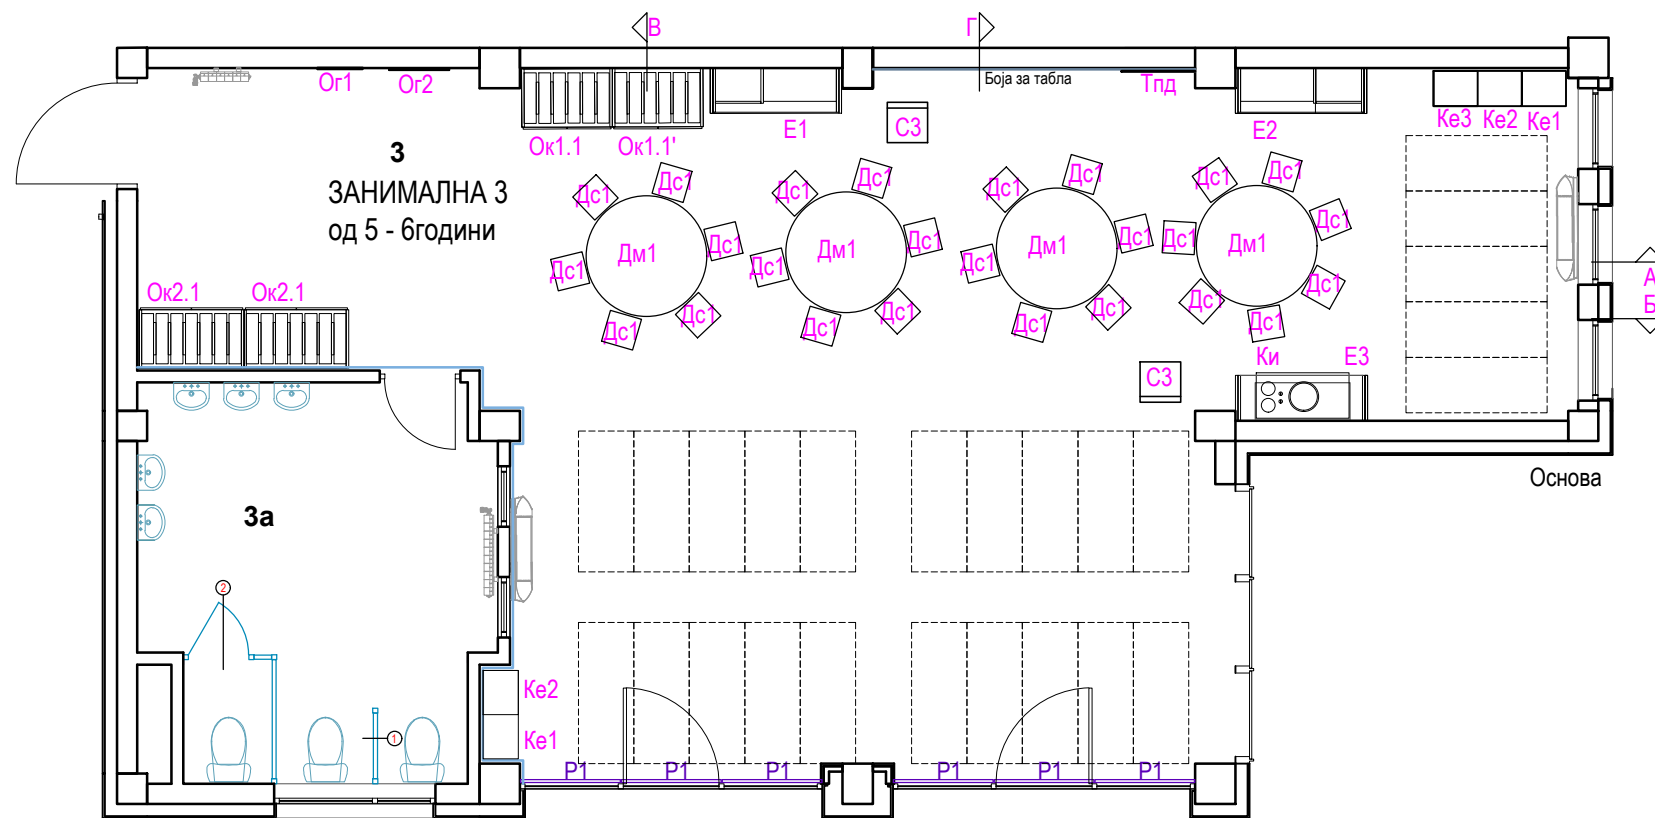 В
Г
Ог1
Ог2
Боја за табла
Тпд
Ок1.1
Ок1.1'
Е1
С3
Е2
Ке3
Ке2
Ке1
3
ЗАНИМАЛНА 3
од 5 - 6години
Дс1
Дс1
Дс1
Дс1
Дс1
Дс1
Дм1
Дс1
Дс1
Дс1
Дс1
Дс1
Дс1
Дм1
Дс1
Дс1
Дс1
Дс1
Дс1
Дс1
Дм1
Дс1
Дс1
Дс1
Дс1
Дс1
Дс1
Дс1
Дм1
А
Б
Ок2.1
Ок2.1
С3
Ки
Е3
Основа
3а
2
1
Ке2
Ке1
Р1
Р1
Р1
Р1
Р1
Р1